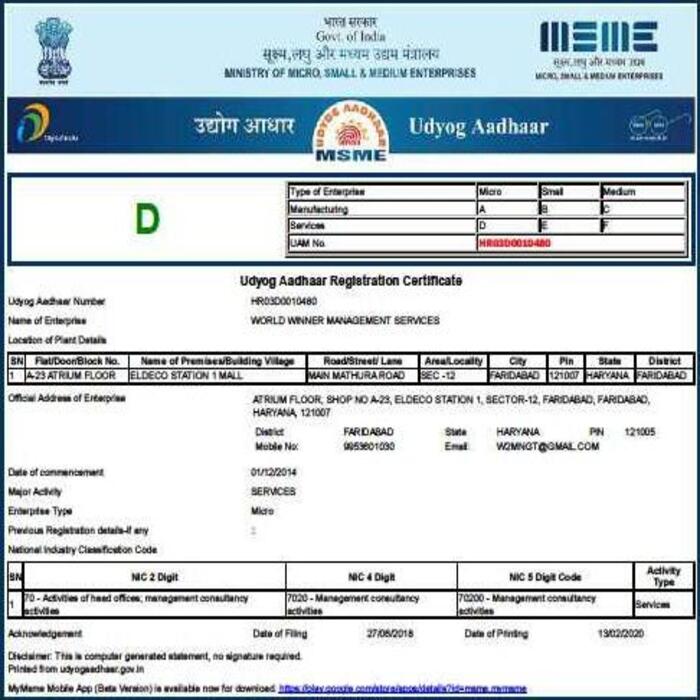 भारत सरकार
Govt. of India
सूक्ष्म,लघु और मध्यम उद्यम मंत्रालय
MINISTRY OF MICRO, SMALL & MEDIUM ENTERPRISES
सूक्ष्म,लघु और मध्यम उद्यम
MICRO, SMALL & MEDIUM ENTERPRISES
उद्योग आधार
UDYOG AADHAAR
MSME
Udyog Aadhaar
D
Type of Enterprise Micro Small Medium
Manufacturing A B C
Services D E F
UAM No. HR03D0010480
Udyog Aadhaar Registration Certificate
Udyog Aadhaar Number HR03D0010480
Name of Enterprise WORLD WINNER MANAGEMENT SERVICES
Location of Plant Details
SN Flat/Door/Block No. Name of Premises/Building Village Road/Street/ Lane Area/Locality City Pin State District
1 A-23 ATRIUM FLOOR ELDECO STATION 1 MALL MAIN MATHURA ROAD SEC -12 FARIDABAD 121007 HARYANA FARIDABAD
Official Address of Enterprise ATRIUM FLOOR, SHOP NO A-23, ELDECO STATION 1, SECTOR-12, FARIDABAD, FARIDABAD,
HARYANA, 121007
District FARIDABAD State HARYANA PIN 121005
Mobile No: 9953601030 Email: W2MNGT@GMAIL.COM
Date of commencement 01/12/2014
Major Activity SERVICES
Enterprise Type Micro
Previous Registration details-if any :
National Industry Classification Code
SN NIC 2 Digit NIC 4 Digit NIC 5 Digit Code Activity Type
1 70 - Activities of head offices; management consultancy activities 7020 - Management consultancy activities 70200 - Management consultancy activities Services
Acknowledgement Date of Filing 27/06/2018 Date of Printing 13/02/2020
Disclaimer: This is computer generated statement, no signature required.
Printed from udyogaadhaar.gov.in
MyMsme Mobile App (Beta Version) is available now for download. https://play.google.com/store/apps/details?id=msme.mymsme